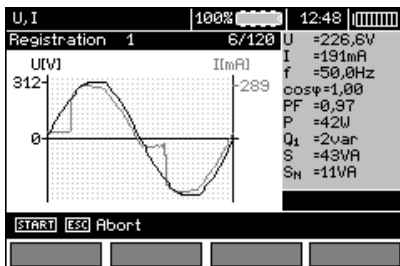 U,I 100% 12:48
Registration 1 6/120
U[V] I[mA]
312 289
0
U =226,6V
I =191mA
f =50,0Hz
cosφ=1,00
PF =0,97
P =42W
Q₁ =2var
S =43VA
Sɴ =11VA
START ESC Abort